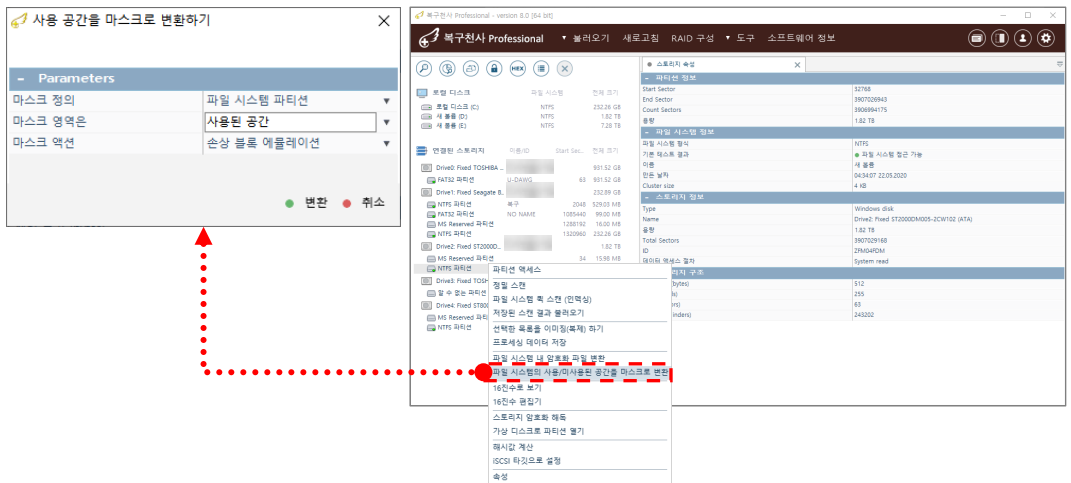 사용 공간을 마스크로 변환하기
- Parameters
마스크 정의 파일 시스템 파티션
마스크 영역은 사용된 공간
마스크 액션 손상 블록 에뮬레이션
변환 취소
복구천사 Professional - version 8.0 (64 bit)
복구천사 Professional 불러오기 새로고침 RAID 구성 도구 소프트웨어 정보
HEX
로컬 디스크 파일 시스템 전체 크기
로컬 디스크 (C) NTFS 232.26 GB
새 볼륨 (D) NTFS 1.82 TB
새 볼륨 (E) NTFS 7.28 TB
연결된 스토리지 이름/ID Start Sec... 전체 크기
Drive0: Fixed TOSHIBA ... 931.52 GB
FAT32 파티션 U-DAWG 63 931.52 GB
Drive1: Fixed Seagate B... 232.89 GB
NTFS 파티션 복구 2048 529.03 MB
FAT32 파티션 NO NAME 1085440 99.00 MB
MS Reserved 파티션 1288192 16.00 MB
NTFS 파티션 1320960 232.26 GB
Drive2: Fixed ST2000D... 1.82 TB
MS Reserved 파티션 34 15.98 MB
NTFS 파티션
Drive3: Fixed TOSH
알 수 없는 파티션
Drive4: Fixed ST800
MS Reserved 파티
NTFS 파티션
파티션 액세스
정밀 스캔
파일 시스템 퀵 스캔 (인덱싱)
저장된 스캔 결과 불러오기
선택한 목록을 이미징(복제) 하기
프로세싱 데이터 저장
파일 시스템 내 암호화 파일 변환
파일 시스템의 사용/미사용된 공간을 마스크로 변환
16진수로 보기
16진수 편집기
스토리지 암호화 해독
가상 디스크로 파티션 열기
해시값 계산
iSCSI 타깃으로 설정
속성
스토리지 속성
- 파티션 정보
Start Sector 32768
End Sector 3907026943
Count Sectors 3906994175
용량 1.82 TB
- 파일 시스템 정보
파일 시스템 형식 NTFS
기본 테스트 결과 파일 시스템 접근 가능
이름 새 볼륨
만든 날짜 04:34:07 22.05.2020
Cluster size 4 KB
- 스토리지 정보
Type Windows disk
Name Drive2: Fixed ST2000DM005-2CW102 (ATA)
용량 1.82 TB
Total Sectors 3907029168
ID ZFM04FDM
데이터 액세스 절차 System read
리지 구조
bytes) 512
s) 255
rs) 63
inders) 243202